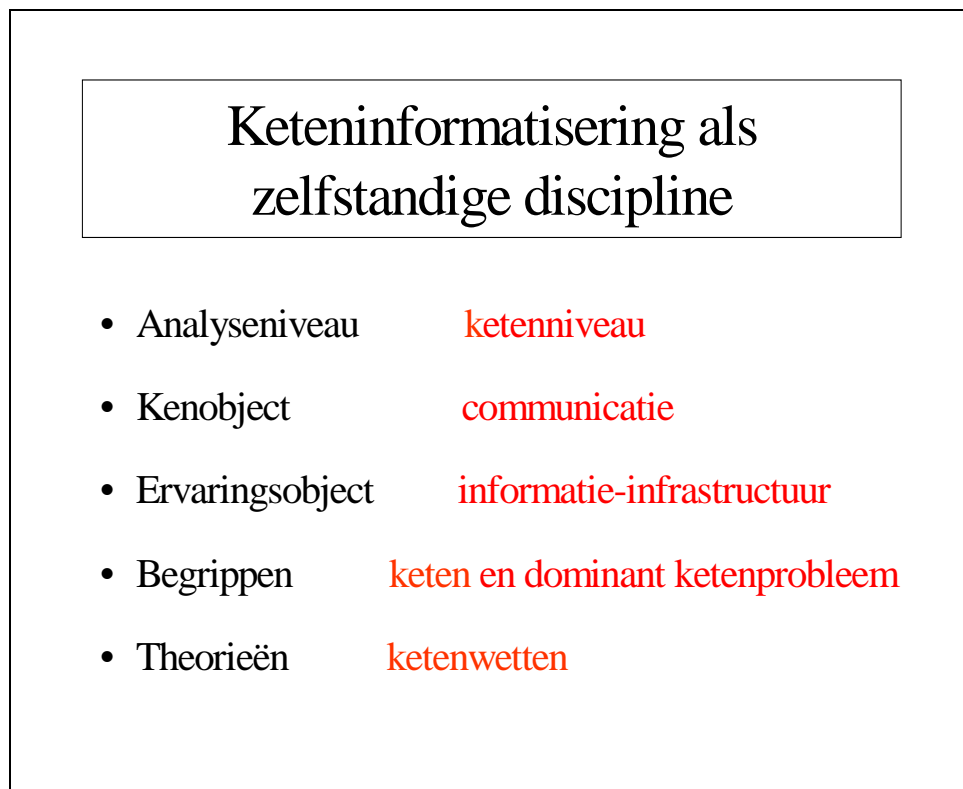 Keteninformatisering als
zelfstandige discipline
• Analyseniveau ketenniveau
• Kenobject communicatie
• Ervaringsobject informatie-infrastructuur
• Begrippen keten en dominant ketenprobleem
• Theorieën ketenwetten